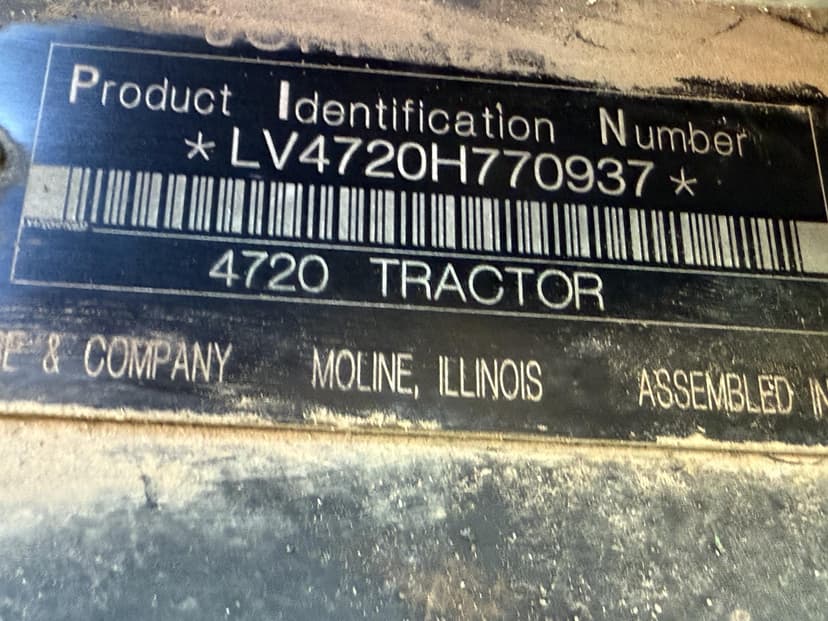 Product Identification Number
*LV4720H770937*
4720 TRACTOR
& COMPANY MOLINE, ILLINOIS ASSEMBLED IN